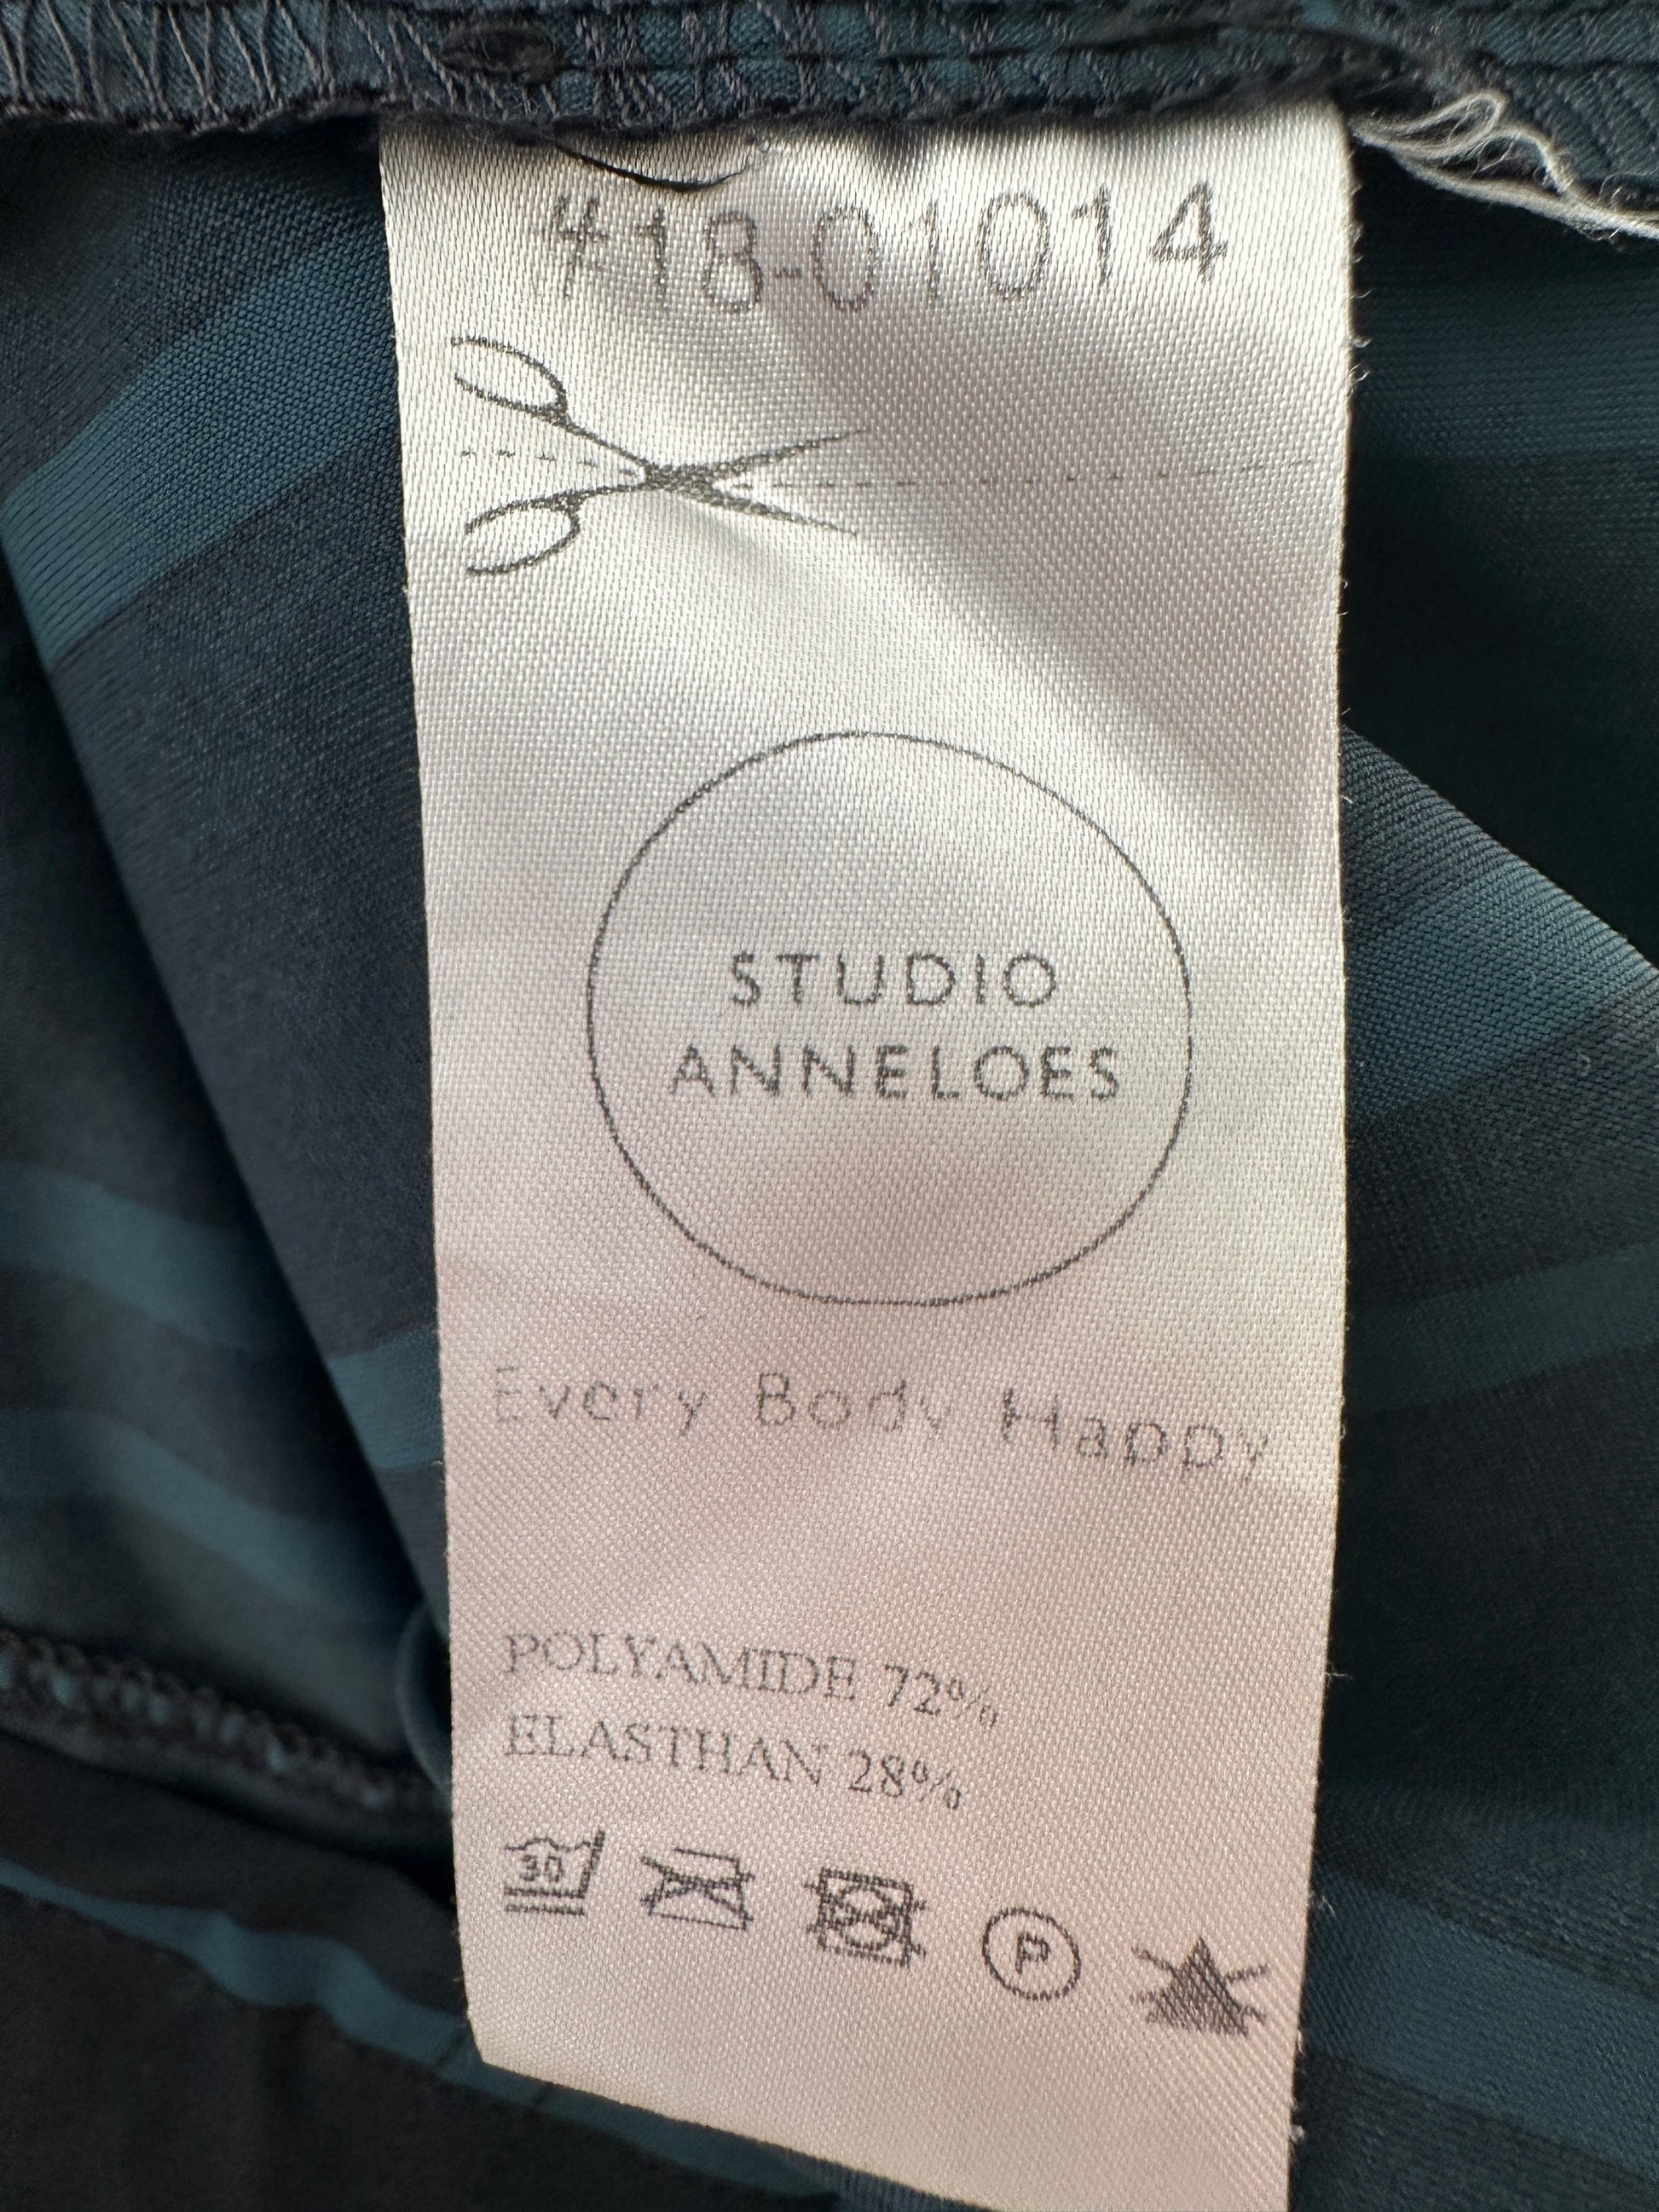 #18-01014
STUDIO
ANNELOES
Every Body Happy
POLYAMIDE 72%
ELASTHAN 28%
30
P